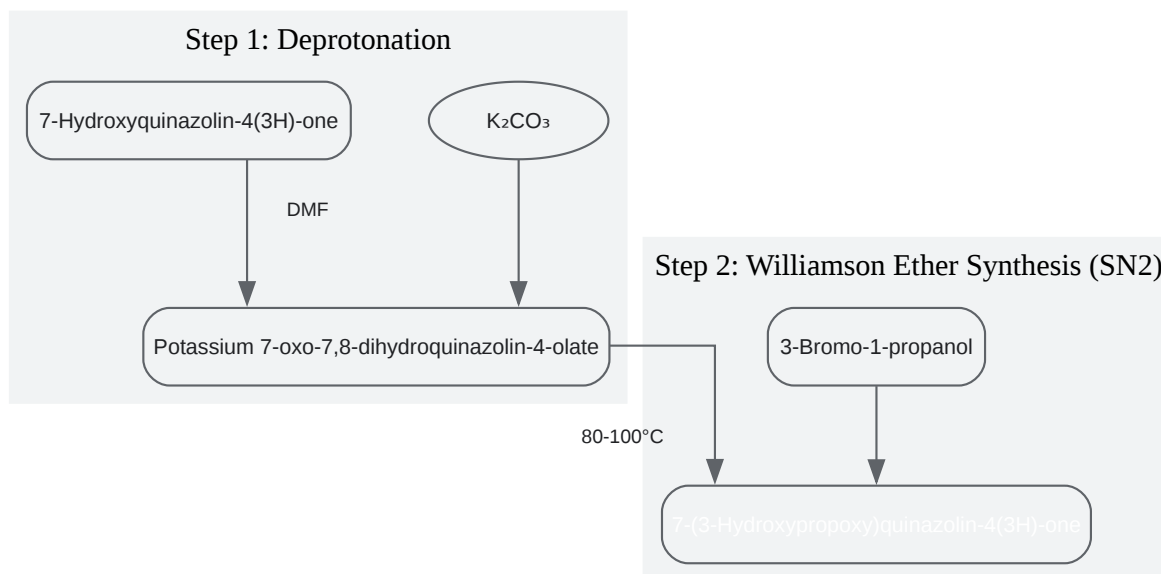 Step 1: Deprotonation
7-Hydroxyquinazolin-4(3H)-one
K₂CO₃
DMF
Potassium 7-oxo-7,8-dihydroquinazolin-4-olate
Step 2: Williamson Ether Synthesis (SN2)
3-Bromo-1-propanol
80-100°C
7-(3-Hydroxypropoxy)quinazolin-4(3H)-one